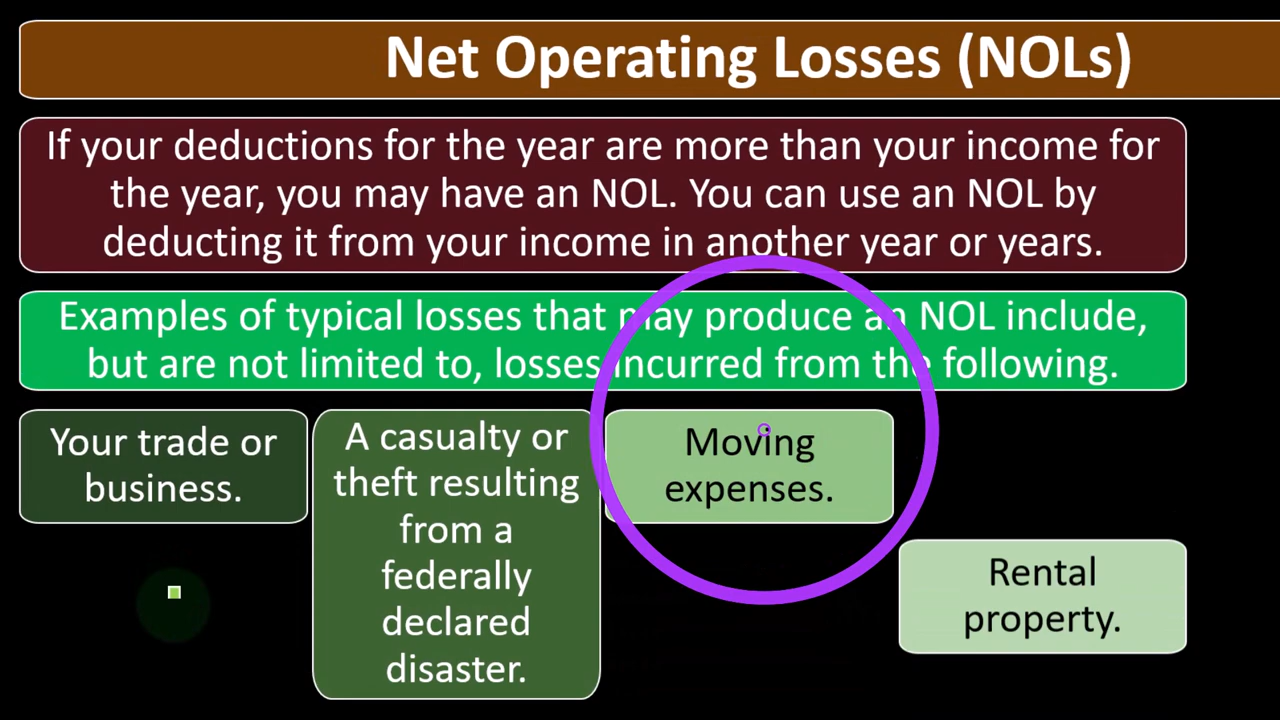 Net Operating Losses (NOLs)
If your deductions for the year are more than your income for
the year, you may have an NOL. You can use an NOL by
deducting it from your income in another year or years.
Examples of typical losses that may produce an NOL include,
but are not limited to, losses incurred from the following.
Your trade or
business.
A casualty or
theft resulting
from a
federally
declared
disaster.
Moving
expenses.
Rental
property.